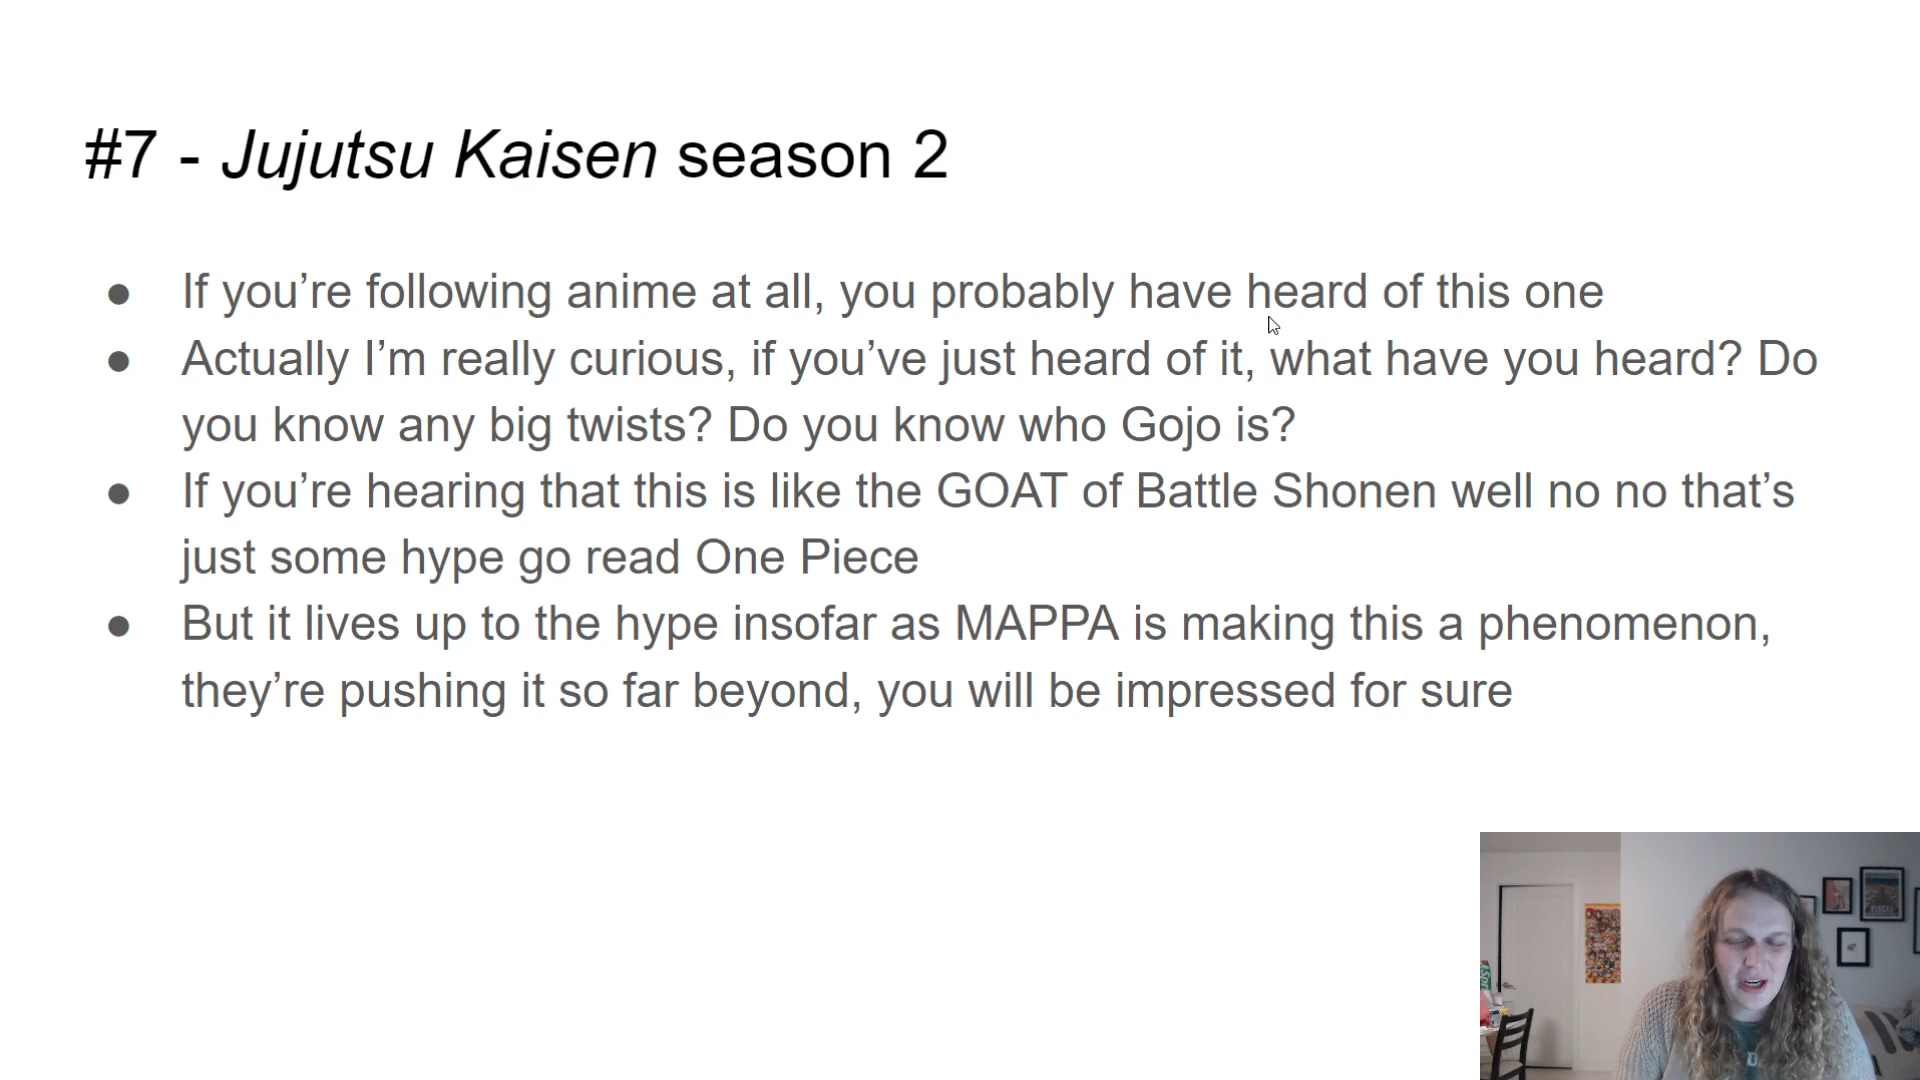 #7 - Jujutsu Kaisen season 2
● If you’re following anime at all, you probably have heard of this one
● Actually I’m really curious, if you’ve just heard of it, what have you heard? Do
you know any big twists? Do you know who Gojo is?
● If you’re hearing that this is like the GOAT of Battle Shonen well no no that’s
just some hype go read One Piece
● But it lives up to the hype insofar as MAPPA is making this a phenomenon,
they’re pushing it so far beyond, you will be impressed for sure